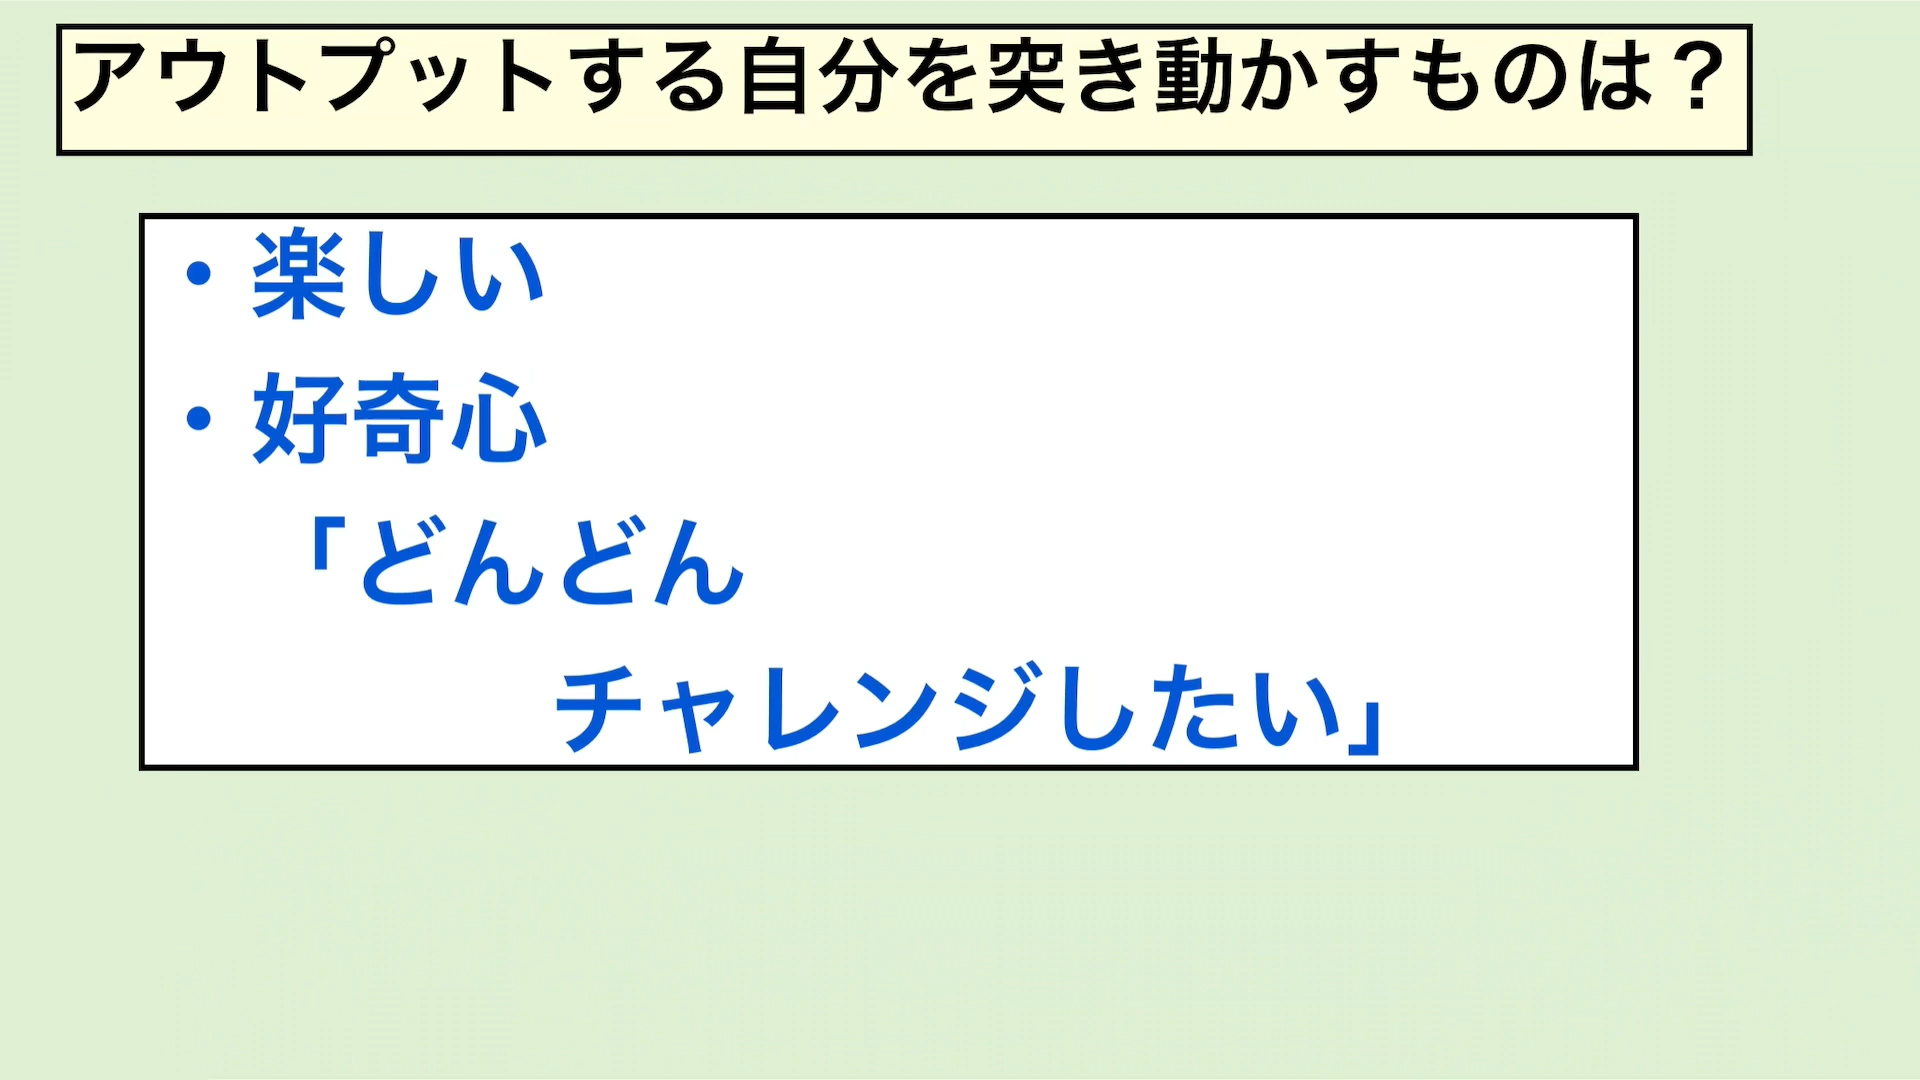 アウトプットする自分を突き動かすものは？
・楽しい
・好奇心
「どんどん
チャレンジしたい」